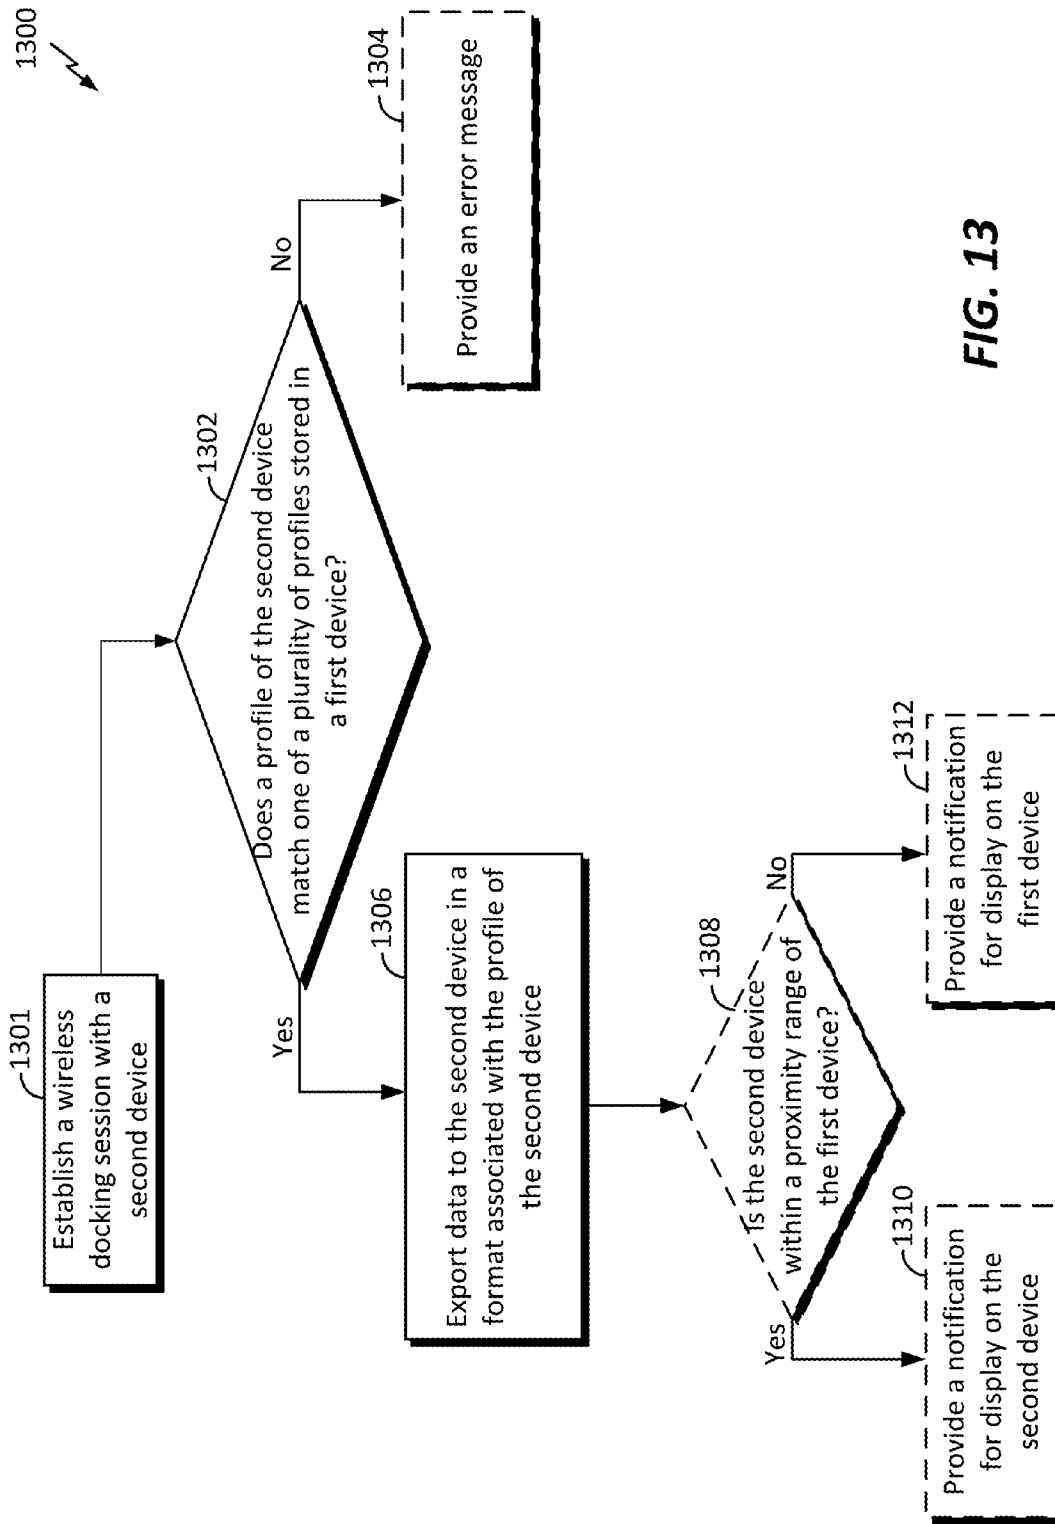 1300
1301
Establish a wireless
docking session with a
second device
1302
Does a profile of the second device
match one of a plurality of profiles stored in
a first device?
No
1304
Provide an error message
Yes
1306
Export data to the second device in a
format associated with the profile of
the second device
1308
Is the second device
within a proximity range of
the first device?
Yes
1310
Provide a notification
for display on the
second device
No
1312
Provide a notification
for display on the
first device
FIG. 13